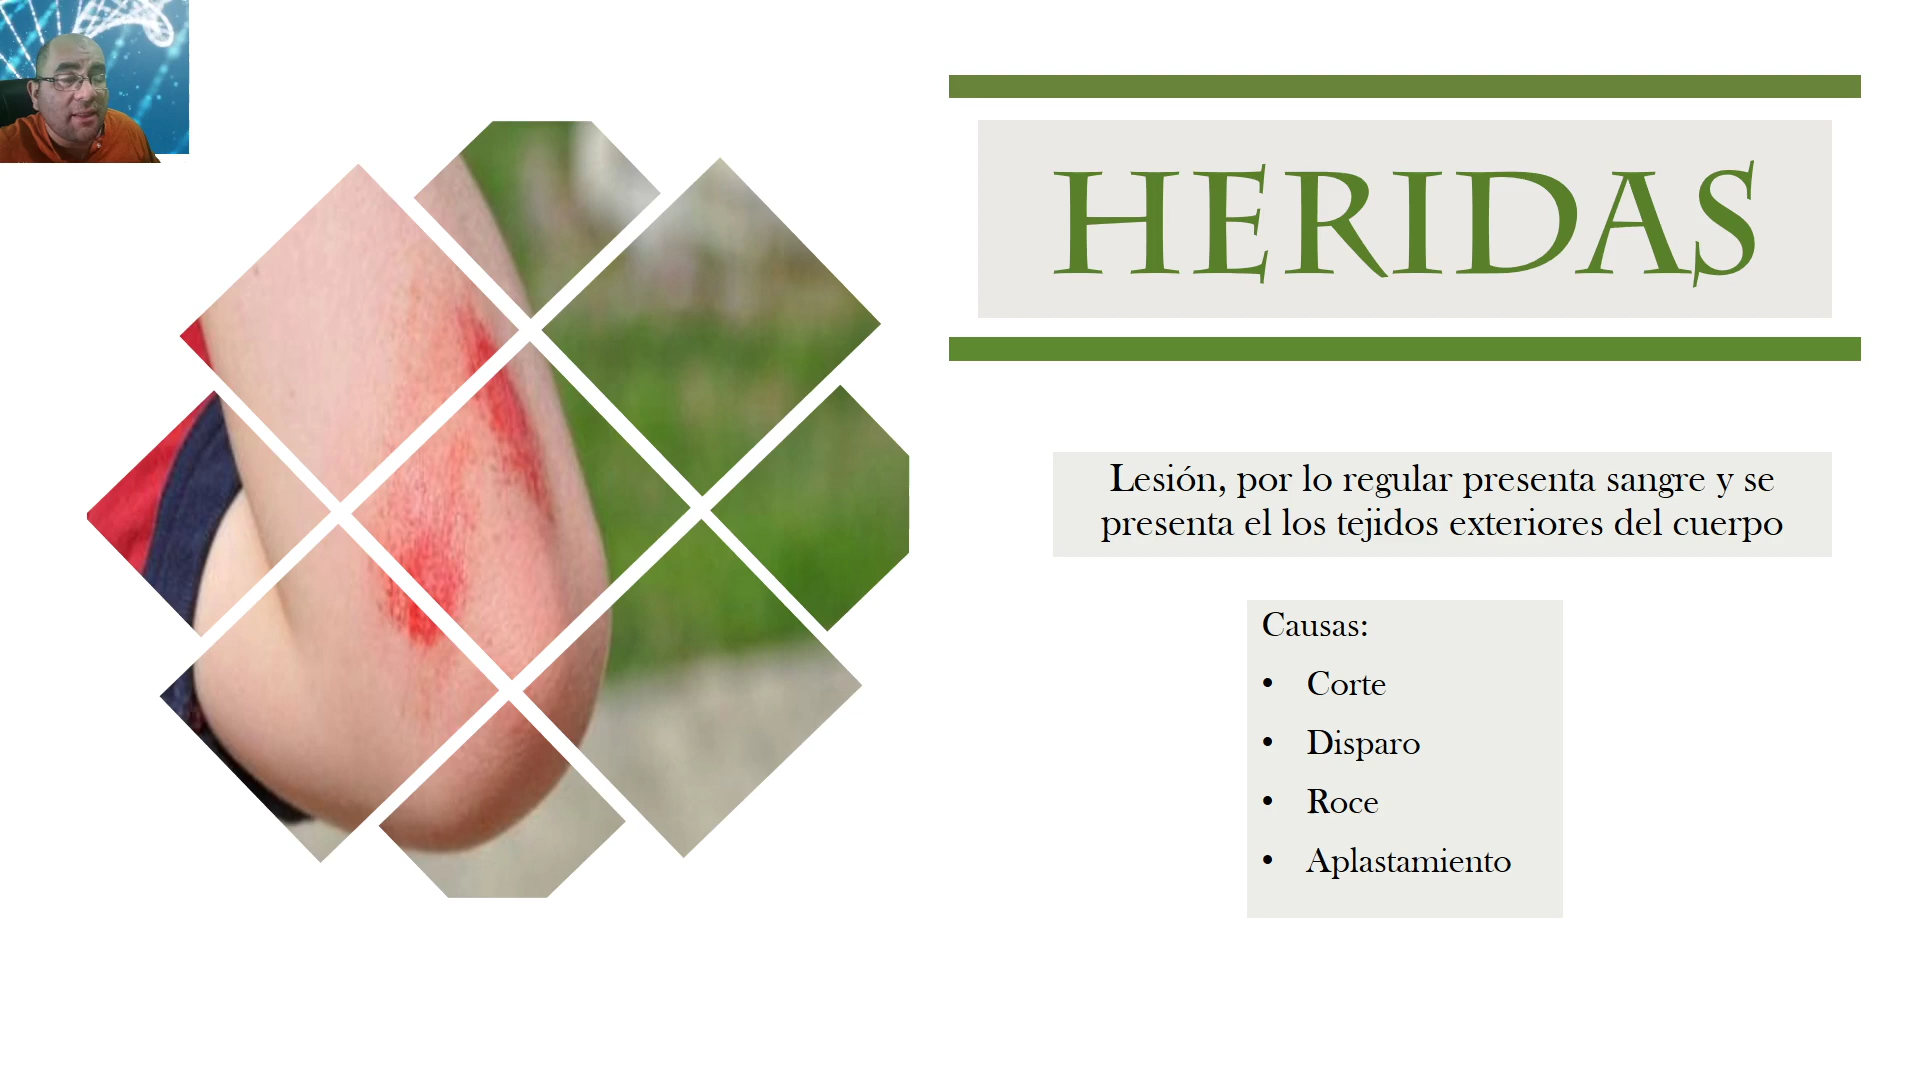 HERIDAS
Lesión, por lo regular presenta sangre y se
presenta el los tejidos exteriores del cuerpo
Causas:
• Corte
• Disparo
• Roce
• Aplastamiento